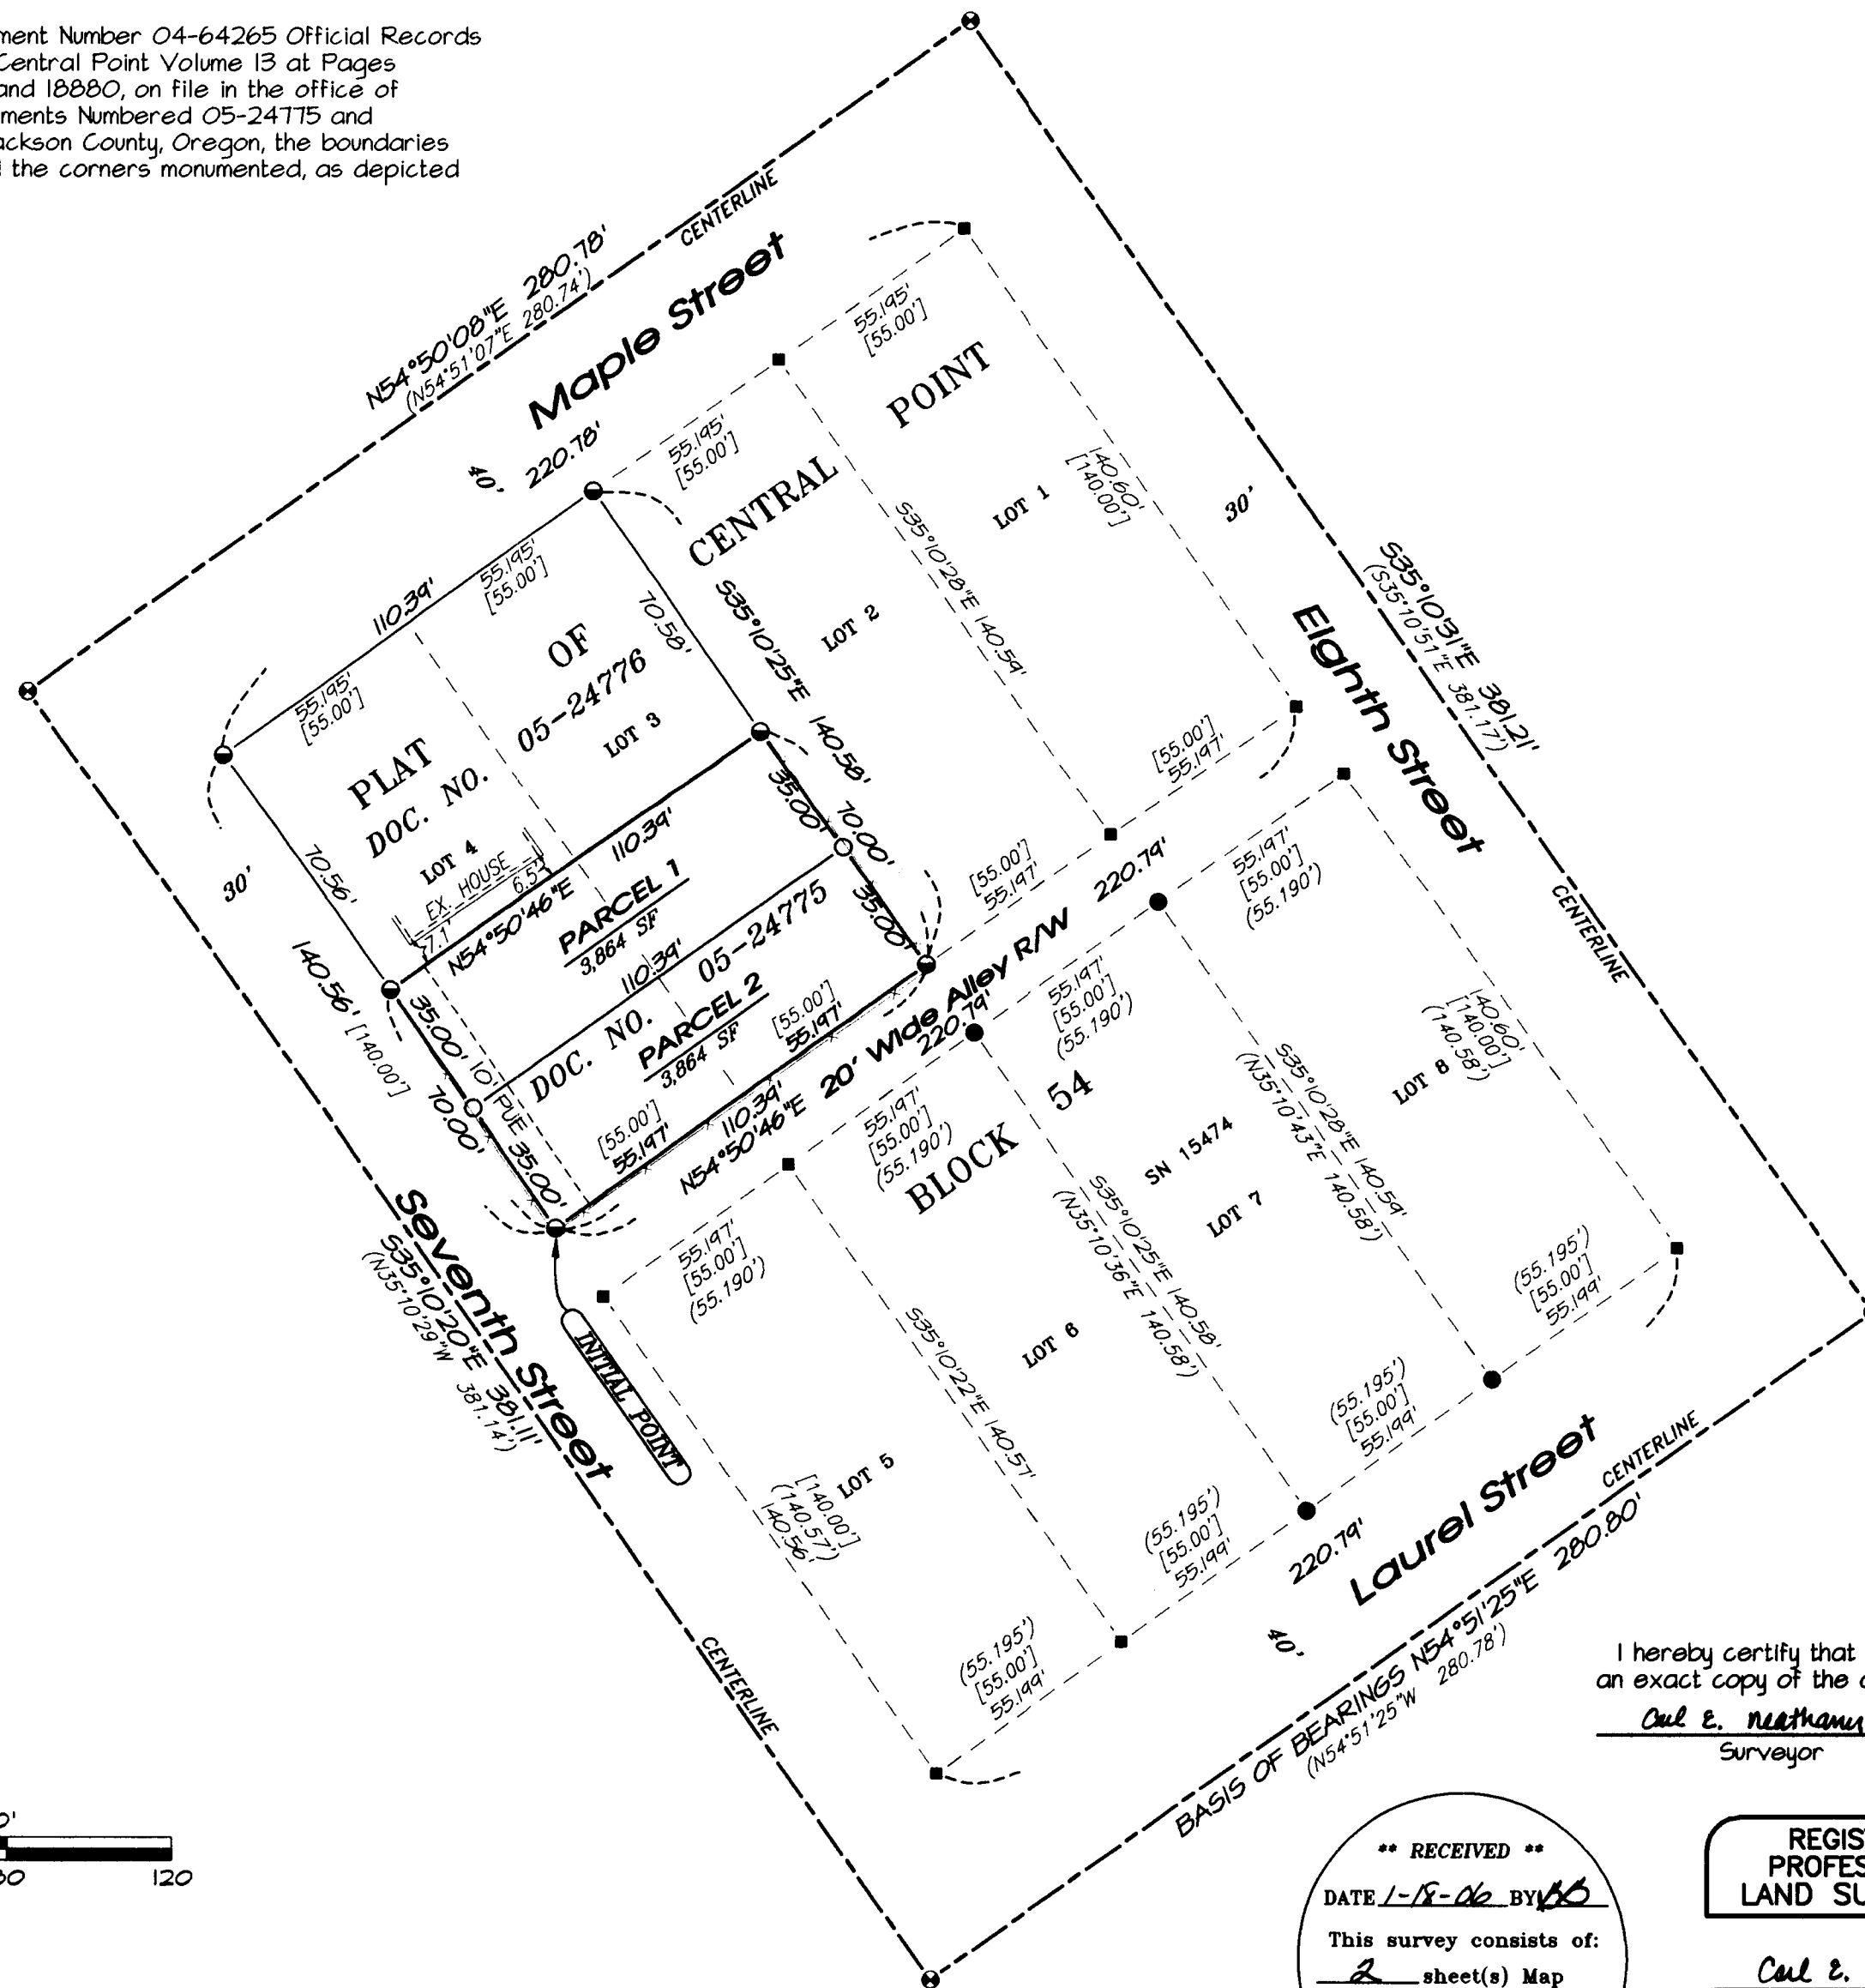 ment Number 04-64265 Official Records
Central Point Volume 13 at Pages
and 18880, on file in the office of
ments Numbered 05-24775 and
ackson County, Oregon, the boundaries
the corners monumented, as depicted
N54°50'08"E 280.78'
(N54°51'07"E 280.74')
CENTERLINE
Maple Street
40'
220.78'
55.195'
[55.00']
55.195'
[55.00']
55.195'
[55.00']
55.195'
[55.00']
110.39'
POINT
CENTRAL
OF
PLAT
LOT 1
LOT 2
LOT 3
LOT 4
DOC. NO. 05-24776
140.60'
[140.00']
S35°10'28"E 140.59'
S35°10'25"E 140.58'
70.58'
30'
Eighth Street
S35°10'31"E 381.21'
(S35°10'51"E 381.17')
CENTERLINE
[55.00']
55.197'
[55.00']
55.197'
220.79'
30'
70.56'
140.56' [140.00']
EX. HOUSE
6.5'
7.1'
N54°50'46"E
110.39'
PARCEL 1
3,864 SF
110.39'
35.00'
70.00'
35.00'
DOC. NO. 05-24775
PARCEL 2
3,864 SF
[55.00']
55.197'
[55.00']
55.197'
35.00'
10' PUE
70.00'
35.00'
110.39'
N54°50'46"E 20' Wide Alley R/W
220.79'
55.197'
[55.00']
(55.190')
55.197'
[55.00']
(55.190')
55.197'
[55.00']
(55.190')
55.197'
[55.00']
(55.190')
BLOCK 54
SN 15474
LOT 5
LOT 6
LOT 7
LOT 8
140.60'
[140.00']
(140.58')
S35°10'28"E 140.59'
(N35°10'43"E 140.58')
S35°10'25"E 140.58'
(N35°10'36"E 140.58')
S35°10'22"E 140.57'
[140.00']
(140.57')
140.56'
Seventh Street
S35°10'20"E 381.11'
(N35°10'29"W 381.14')
INITIAL POINT
CENTERLINE
(55.195')
[55.00']
55.199'
(55.195')
[55.00']
55.199'
(55.195')
[55.00']
55.199'
(55.195')
[55.00']
55.199'
220.79'
40'
Laurel Street
CENTERLINE
BASIS OF BEARINGS N54°51'25"E 280.80'
(N54°51'25"W 280.78')
I hereby certify that
an exact copy of the
Carl E.
Surveyor
120
** RECEIVED **
DATE 1-18-06 BY
This survey consists of:
2 sheet(s) Map
REGIS
PROFES
LAND SU
Carl E.